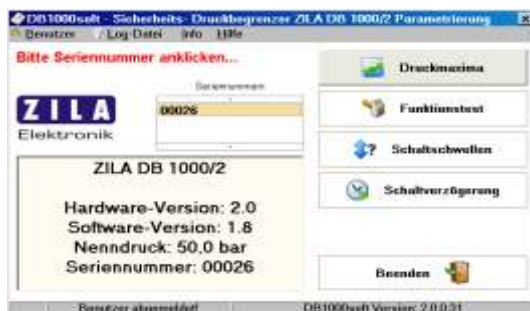 DB1000soft - Sicherheits- Druckbegrenzer ZILA DB 1000/2 Parametrierung
Benutzer Log-Datei Info Hilfe
Bitte Seriennummer anklicken...
Seriennummern:
00026
ZILA
Elektronik
ZILA DB 1000/2
Hardware-Version: 2.0
Software-Version: 1.8
Nenndruck: 50,0 bar
Seriennummer: 00026
Druckmaxima
Funktionstest
Schaltschwellen
Schaltverzögerung
Beenden
Benutzer abgemeldet!
DB1000soft Version: 2.0.0.31